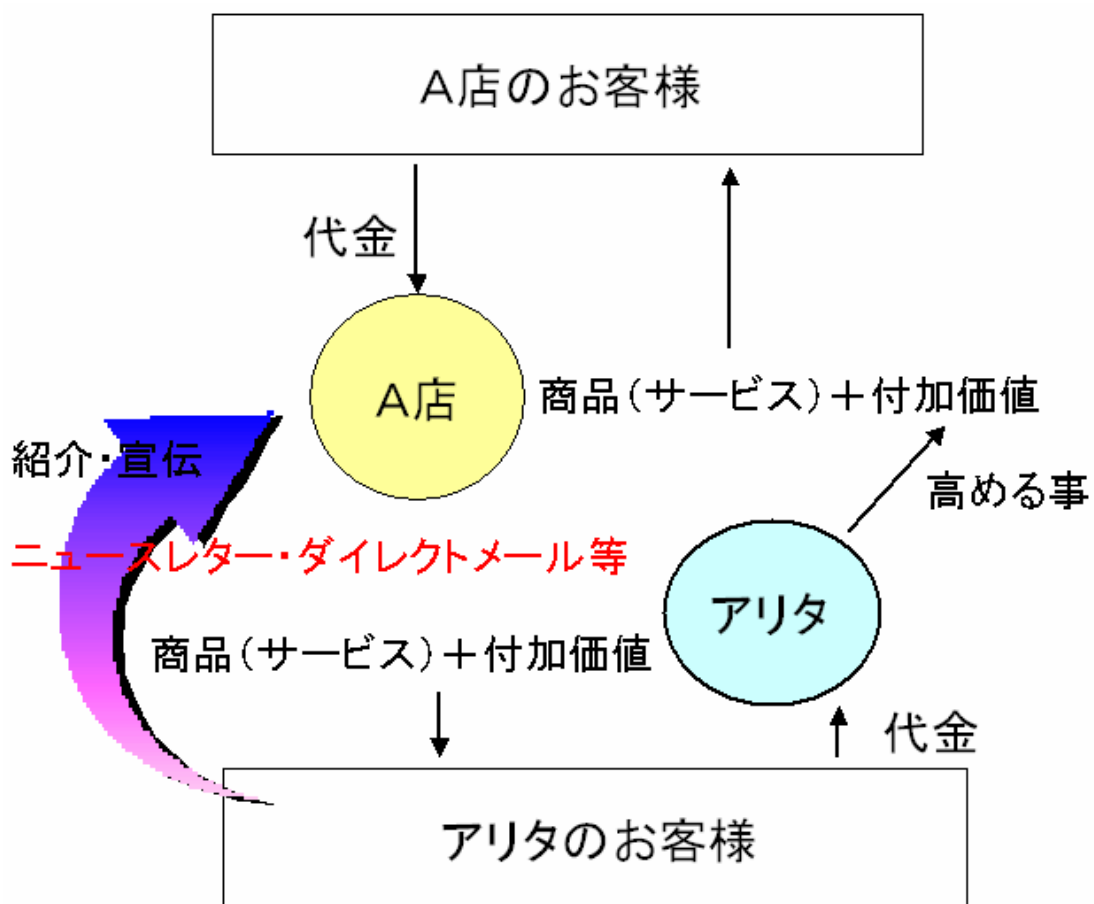 A店のお客様
代金
A店
商品(サービス)+付加価値
紹介・宣伝
高める事
ニュースレター・ダイレクトメール等
アリタ
商品(サービス)+付加価値
代金
アリタのお客様